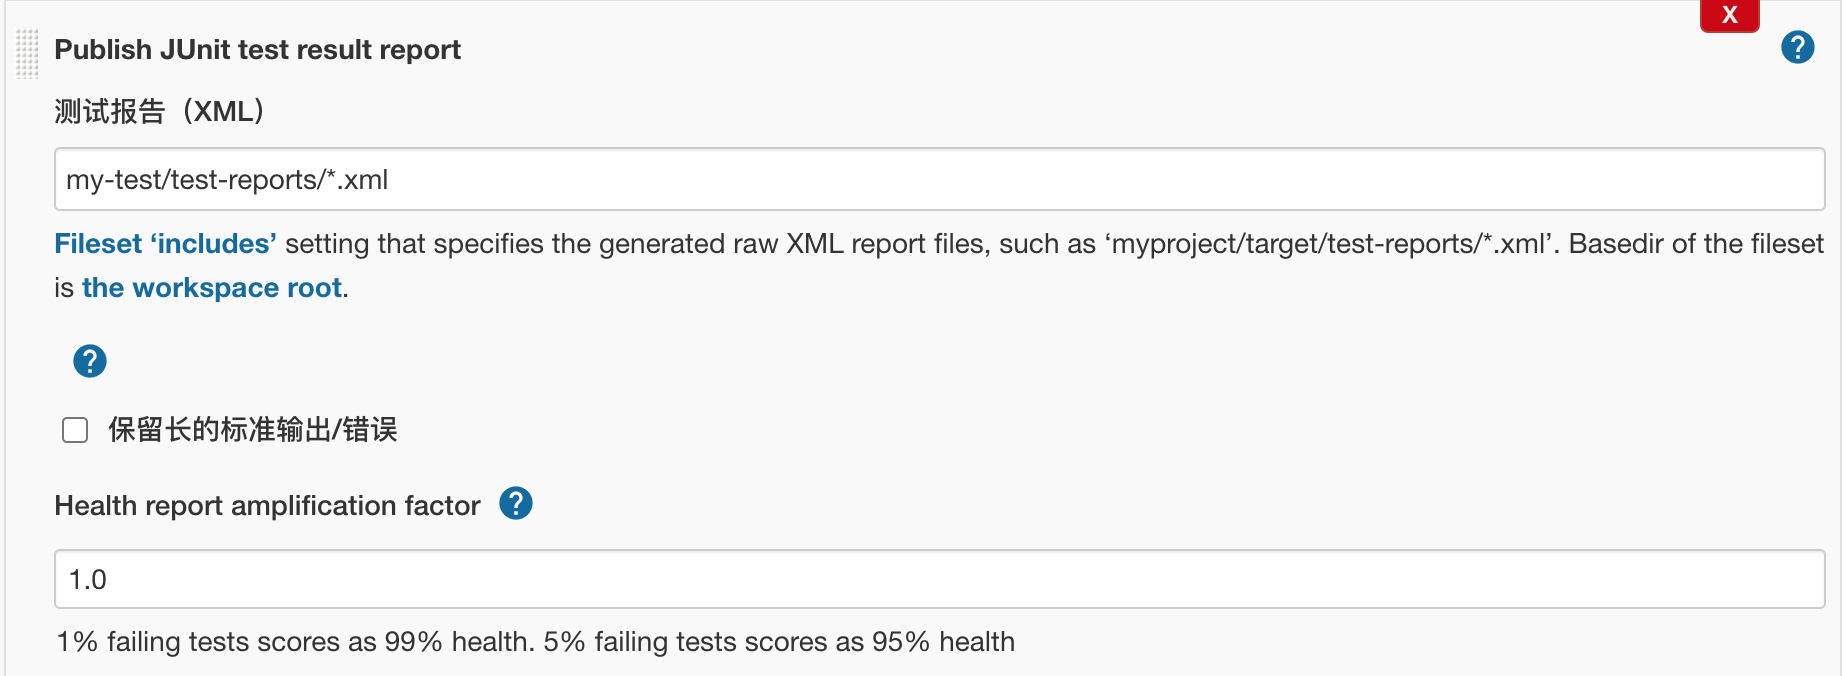 X
Publish JUnit test result report
?
测试报告（XML）
my-test/test-reports/*.xml
Fileset ‘includes’ setting that specifies the generated raw XML report files, such as ‘myproject/target/test-reports/*.xml’. Basedir of the fileset
is the workspace root.
?
保留长的标准输出/错误
Health report amplification factor ?
1.0
1% failing tests scores as 99% health. 5% failing tests scores as 95% health